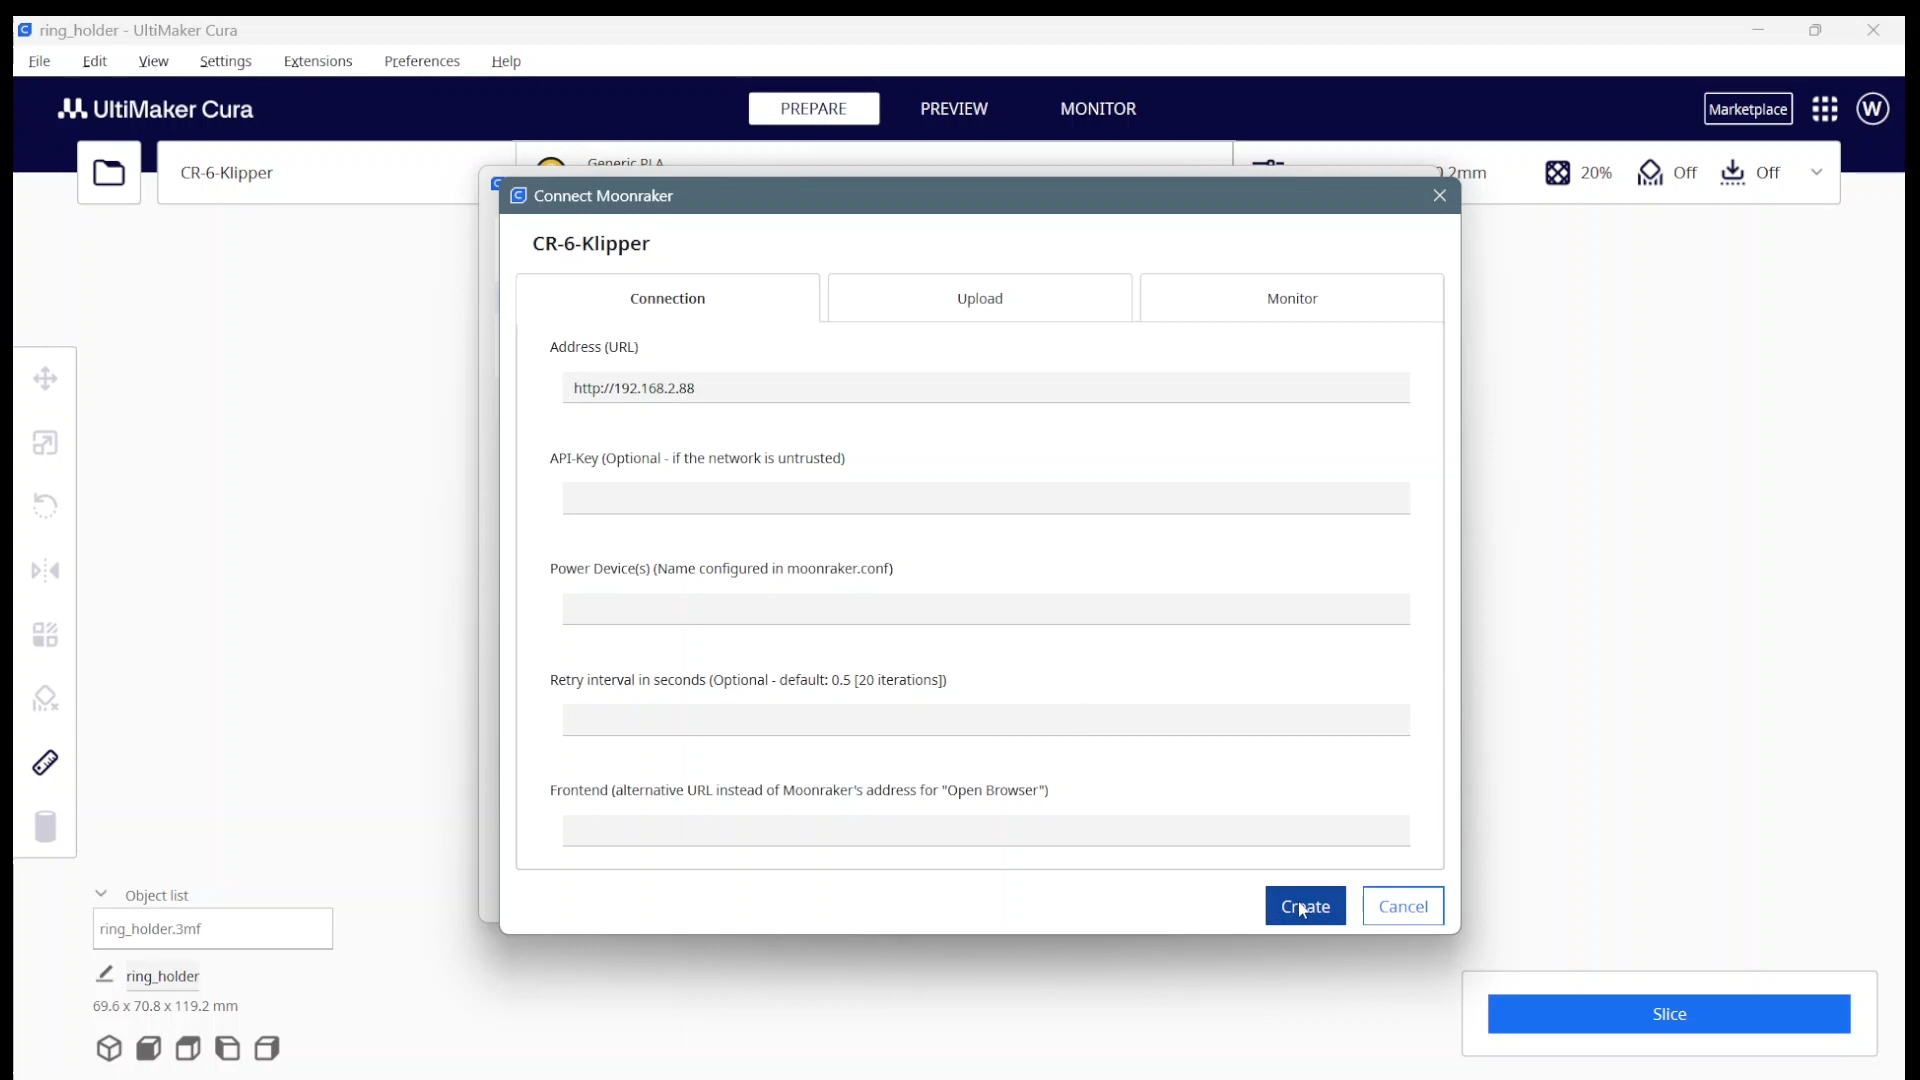 ring_holder - UltiMaker Cura
File Edit View Settings Extensions Preferences Help
UltiMaker Cura
PREPARE PREVIEW MONITOR
Marketplace
W
CR-6-Klipper
Generic PLA
0.2mm
20%
Off
Off
Connect Moonraker
CR-6-Klipper
Connection Upload Monitor
Address (URL)
http://192.168.2.88
API-Key (Optional - if the network is untrusted)
Power Device(s) (Name configured in moonraker.conf)
Retry interval in seconds (Optional - default: 0.5 [20 iterations])
Frontend (alternative URL instead of Moonraker's address for "Open Browser")
Create Cancel
Object list
ring_holder.3mf
ring_holder
69.6 x 70.8 x 119.2 mm
Slice